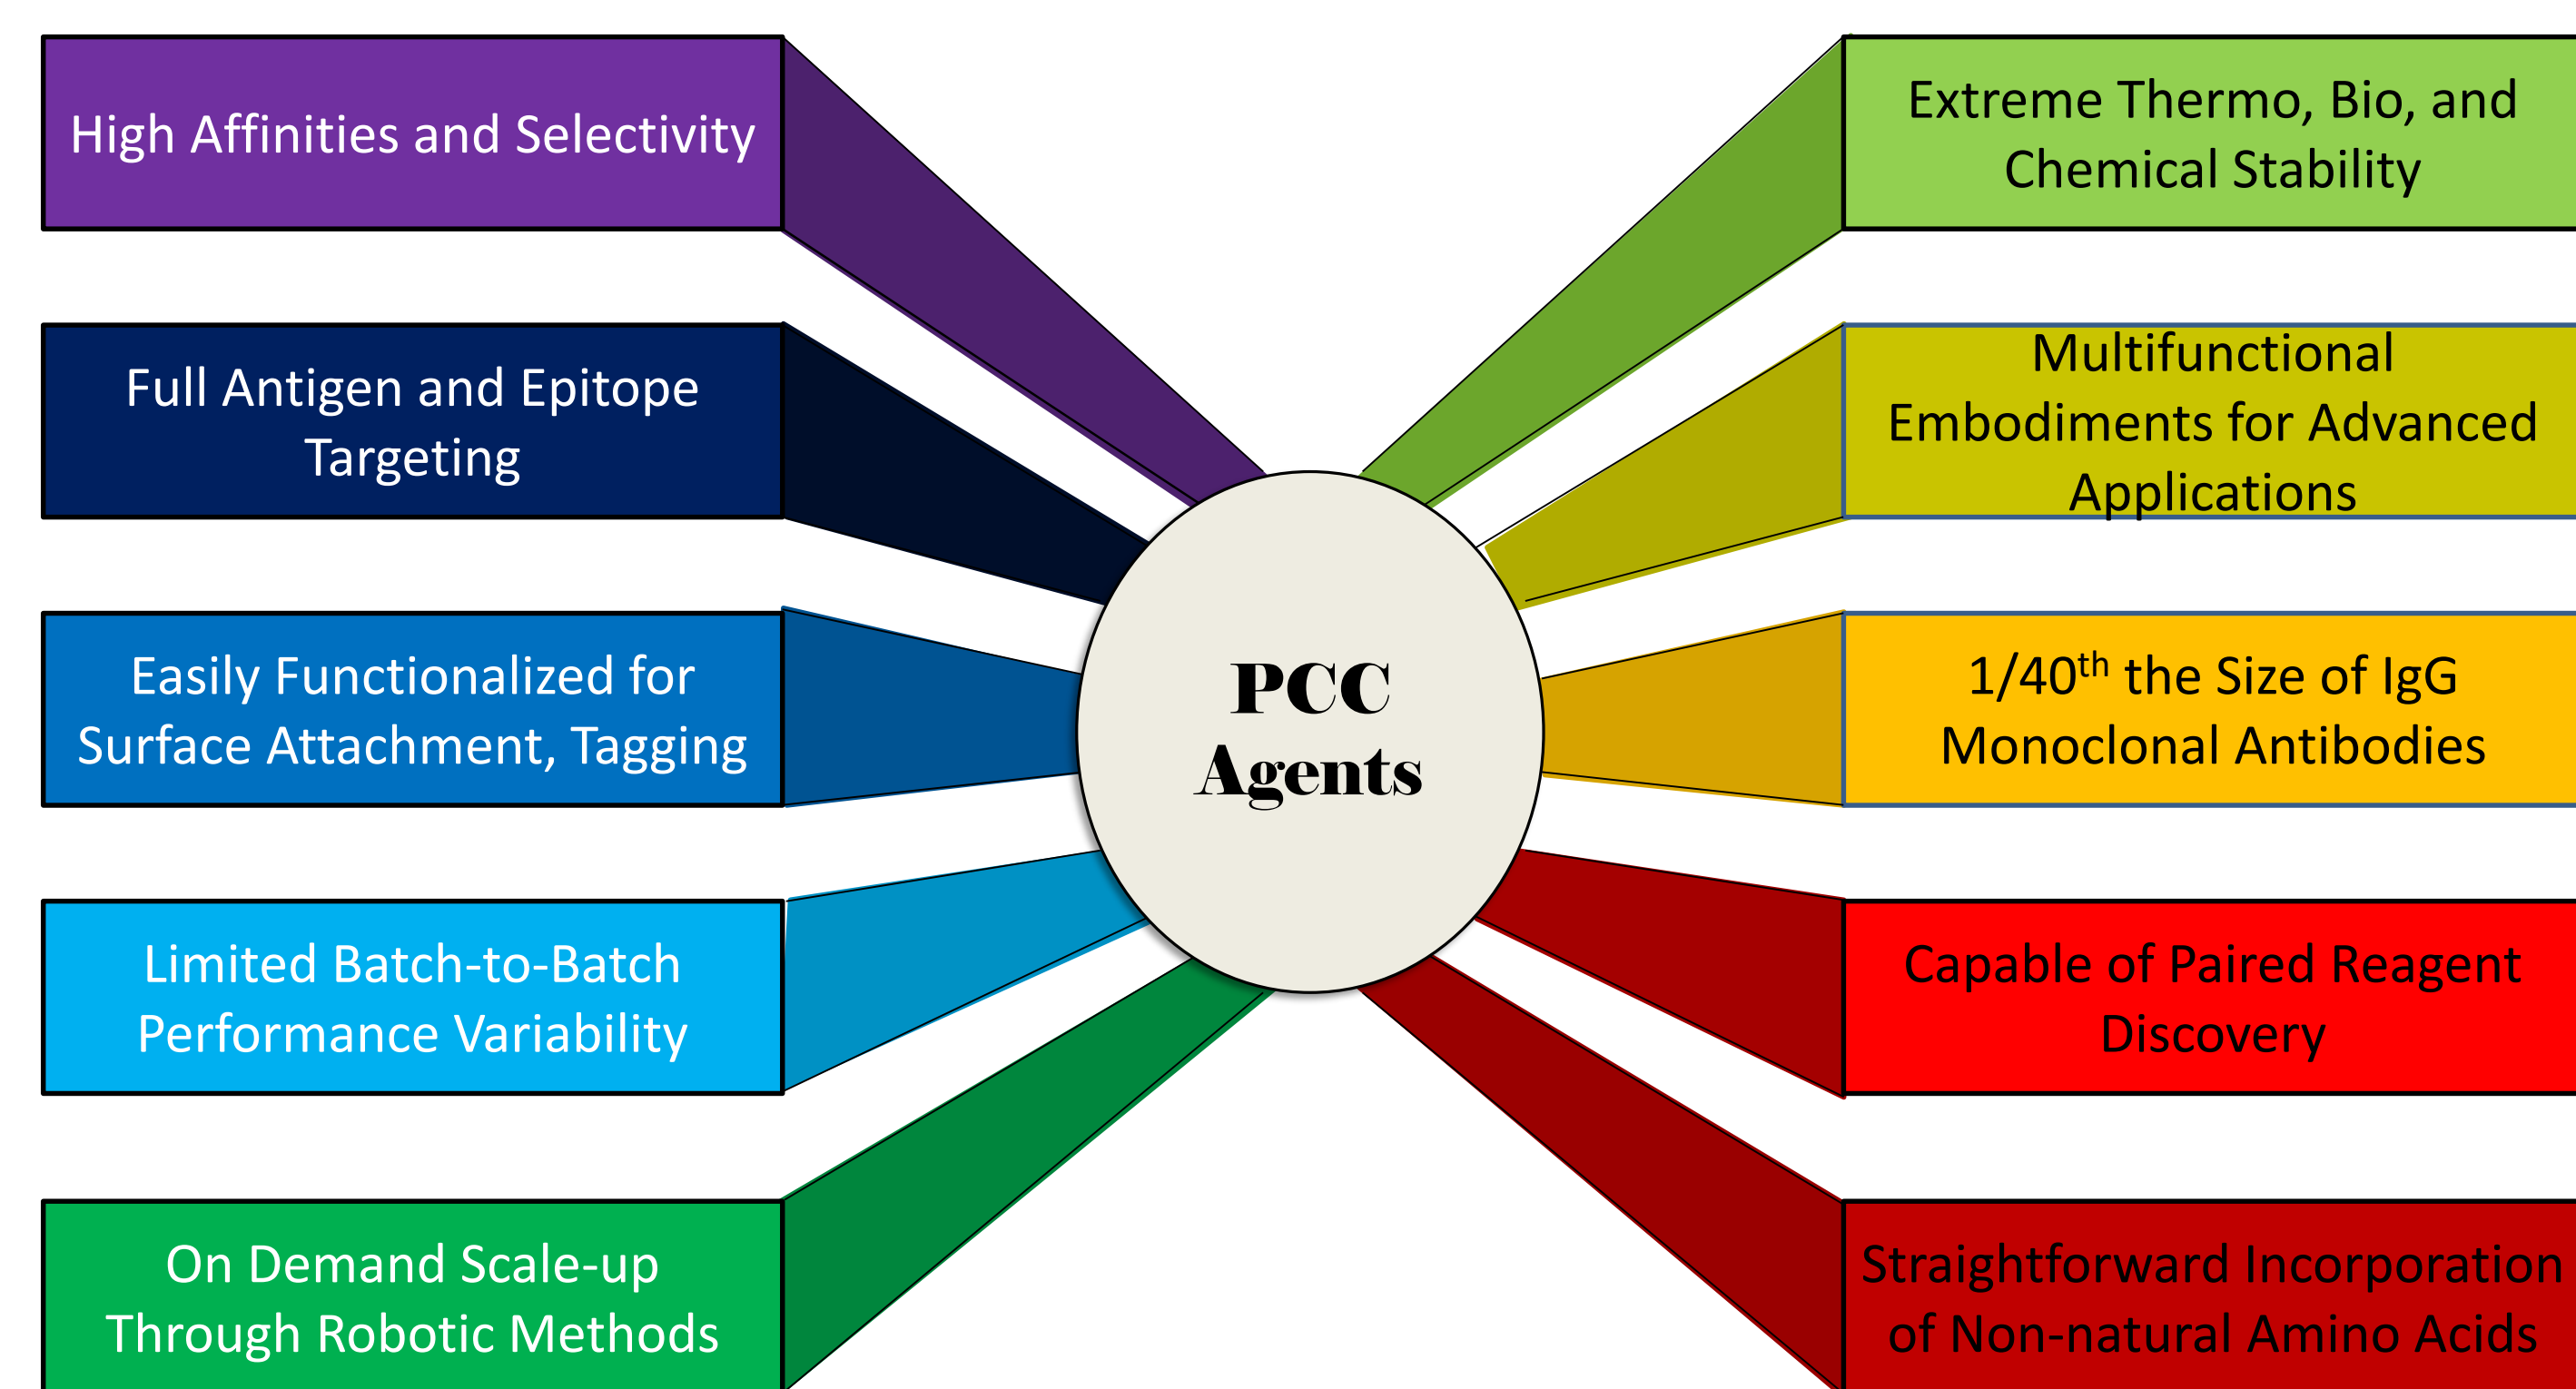 High Affinities and Selectivity
Full Antigen and Epitope
Targeting
Easily Functionalized for
Surface Attachment, Tagging
Limited Batch-to-Batch
Performance Variability
On Demand Scale-up
Through Robotic Methods
PCC
Agents
Extreme Thermo, Bio, and
Chemical Stability
Multifunctional
Embodiments for Advanced
Applications
1/40th the Size of IgG
Monoclonal Antibodies
Capable of Paired Reagent
Discovery
Straightforward Incorporation
of Non-natural Amino Acids